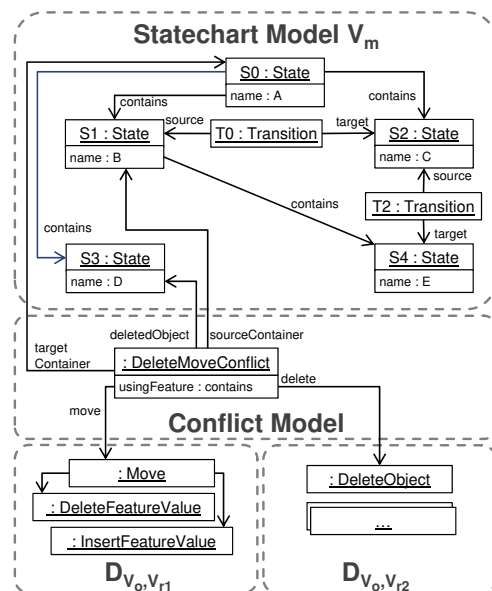 Statechart Model Vm
S0 : State
name : A
contains
contains
source
target
S1 : State
name : B
T0 : Transition
S2 : State
name : C
source
contains
T2 : Transition
contains
target
S3 : State
name : D
S4 : State
name : E
deletedObject
sourceContainer
target
Container
: DeleteMoveConflict
usingFeature : contains
delete
move
Conflict Model
: Move
: DeleteFeatureValue
: InsertFeatureValue
: DeleteObject
...
DVo,Vr1
DVo,Vr2